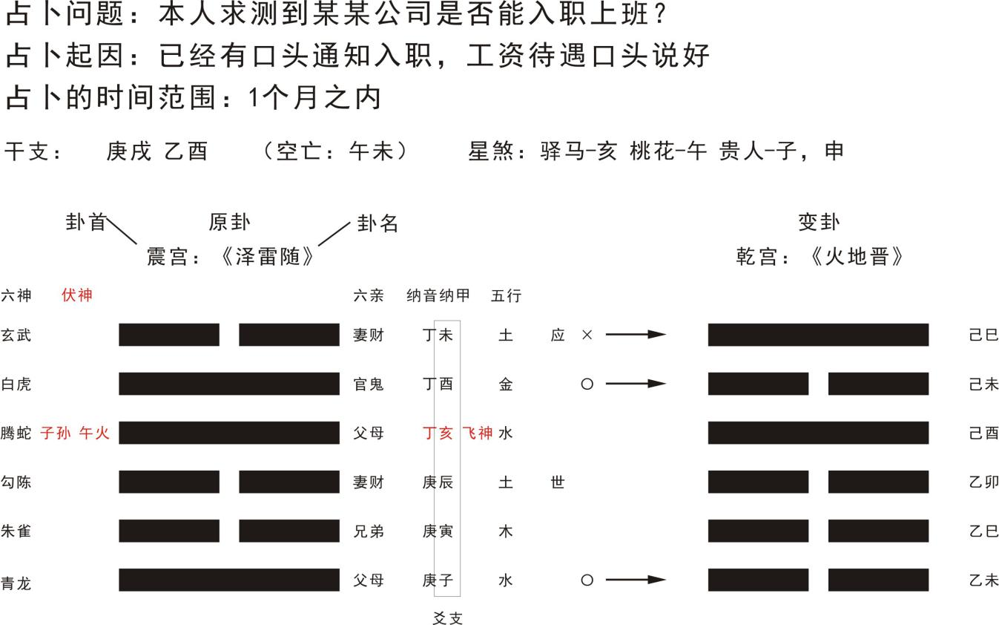 占卜问题：本人求测到某某公司是否能入职上班？
占卜起因：已经有口头通知入职，工资待遇口头说好
占卜的时间范围：1个月之内
干支： 庚戌 乙酉 （空亡：午未） 星煞：驿马-亥 桃花-午 贵人-子，申
卦首 原卦 卦名 变卦
震宫：《泽雷随》 乾宫：《火地晋》
六神 伏神 六亲 纳音纳甲 五行
玄武 妻财 丁未 土 应 × 己巳
白虎 官鬼 丁酉 金 ○ 己未
腾蛇 子孙 午火 父母 丁亥 飞神 水 己酉
勾陈 妻财 庚辰 土 世 乙卯
朱雀 兄弟 庚寅 木 乙巳
青龙 父母 庚子 水 ○ 乙未
爻支